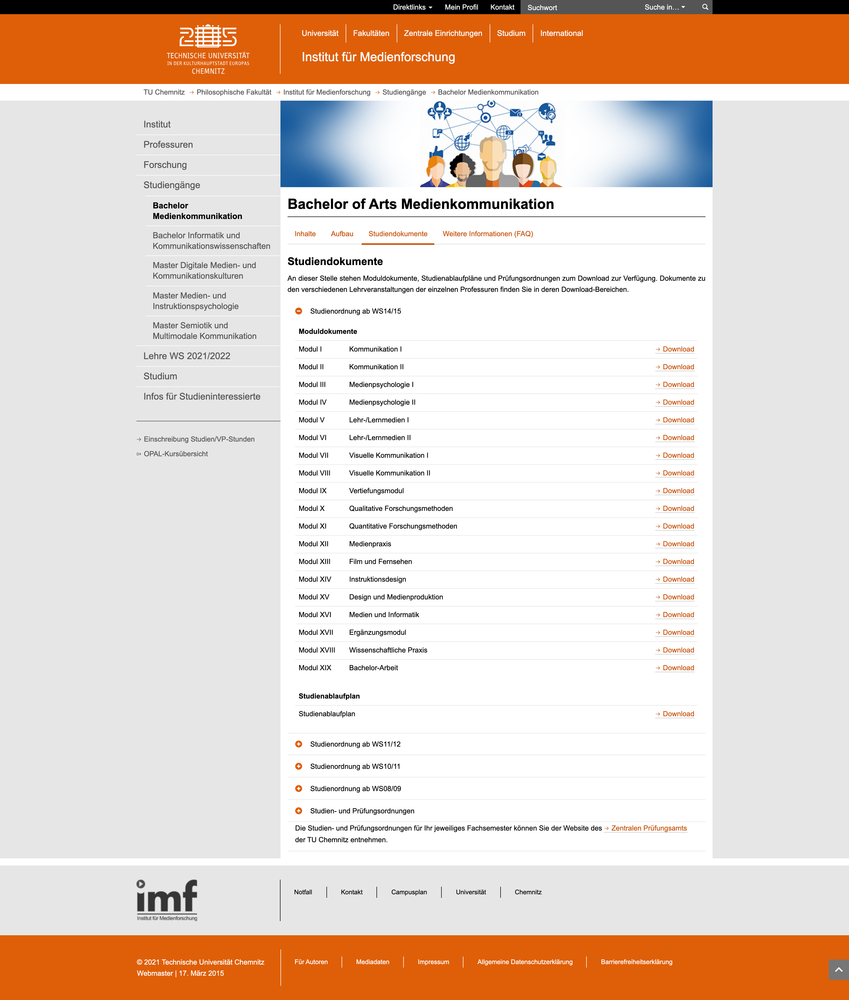 Direktlinks
Mein Profil
Kontakt
Suchwort
Suche in…
2025
TECHNISCHE UNIVERSITÄT
IN DER KULTURHAUPTSTADT EUROPAS
CHEMNITZ
Universität
Fakultäten
Zentrale Einrichtungen
Studium
International
Institut für Medienforschung
TU Chemnitz → Philosophische Fakultät → Institut für Medienforschung → Studiengänge → Bachelor Medienkommunikation
Institut
Professuren
Forschung
Studiengänge
Bachelor
Medienkommunikation
Bachelor Informatik und
Kommunikationswissenschaften
Master Digitale Medien- und
Kommunikationskulturen
Master Medien- und
Instruktionspsychologie
Master Semiotik und
Multimodale Kommunikation
Lehre WS 2021/2022
Studium
Infos für Studieninteressierte
→ Einschreibung Studien/VP-Stunden
OPAL-Kursübersicht
Hi
Bachelor of Arts Medienkommunikation
Inhalte
Aufbau
Studiendokumente
Weitere Informationen (FAQ)
Studiendokumente
An dieser Stelle stehen Moduldokumente, Studienablaufpläne und Prüfungsordnungen zum Download zur Verfügung. Dokumente zu
den verschiedenen Lehrveranstaltungen der einzelnen Professuren finden Sie in deren Download-Bereichen.
Studienordnung ab WS14/15
Moduldokumente
Modul I Kommunikation I → Download
Modul II Kommunikation II → Download
Modul III Medienpsychologie I → Download
Modul IV Medienpsychologie II → Download
Modul V Lehr-/Lernmedien I → Download
Modul VI Lehr-/Lernmedien II → Download
Modul VII Visuelle Kommunikation I → Download
Modul VIII Visuelle Kommunikation II → Download
Modul IX Vertiefungsmodul → Download
Modul X Qualitative Forschungsmethoden → Download
Modul XI Quantitative Forschungsmethoden → Download
Modul XII Medienpraxis → Download
Modul XIII Film und Fernsehen → Download
Modul XIV Instruktionsdesign → Download
Modul XV Design und Medienproduktion → Download
Modul XVI Medien und Informatik → Download
Modul XVII Ergänzungsmodul → Download
Modul XVIII Wissenschaftliche Praxis → Download
Modul XIX Bachelor-Arbeit → Download
Studienablaufplan
Studienablaufplan → Download
Studienordnung ab WS11/12
Studienordnung ab WS10/11
Studienordnung ab WS08/09
Studien- und Prüfungsordnungen
Die Studien- und Prüfungsordnungen für Ihr jeweiliges Fachsemester können Sie der Website des → Zentralen Prüfungsamts
der TU Chemnitz entnehmen.
imf
Institut für Medienforschung
Notfall
Kontakt
Campusplan
Universität
Chemnitz
© 2021 Technische Universität Chemnitz
Webmaster | 17. März 2015
Für Autoren
Mediadaten
Impressum
Allgemeine Datenschutzerklärung
Barrierefreiheitserklärung